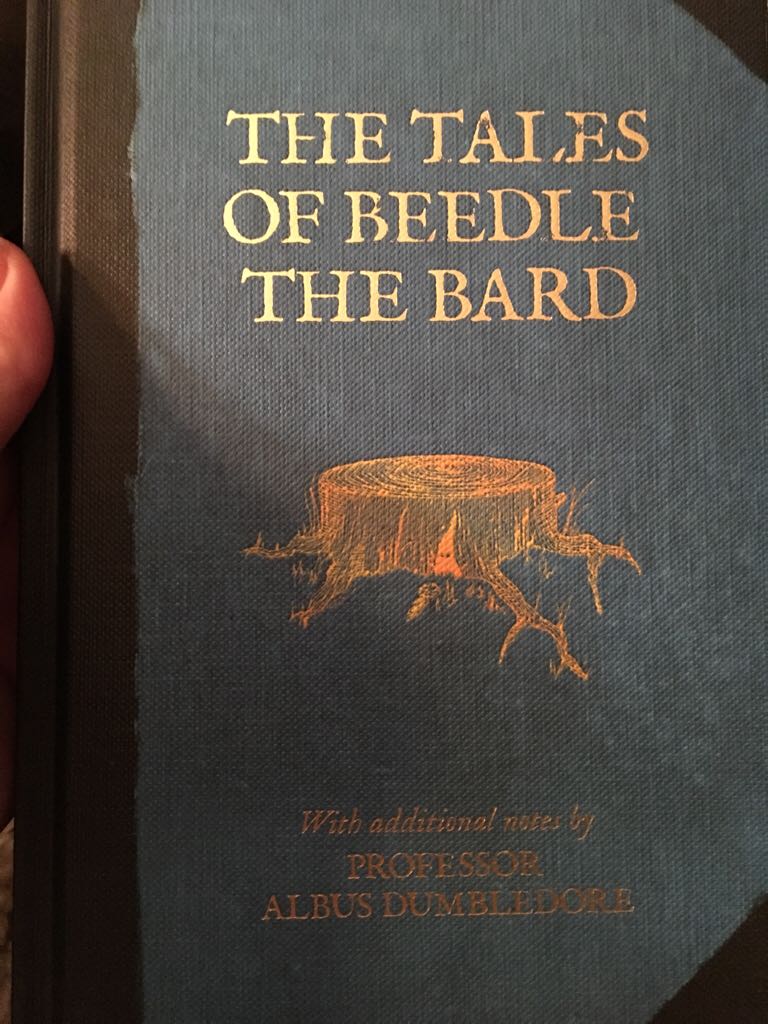 THE TALES
OF BEEDLE
THE BARD
With additional notes by
PROFESSOR
ALBUS DUMBLEDORE